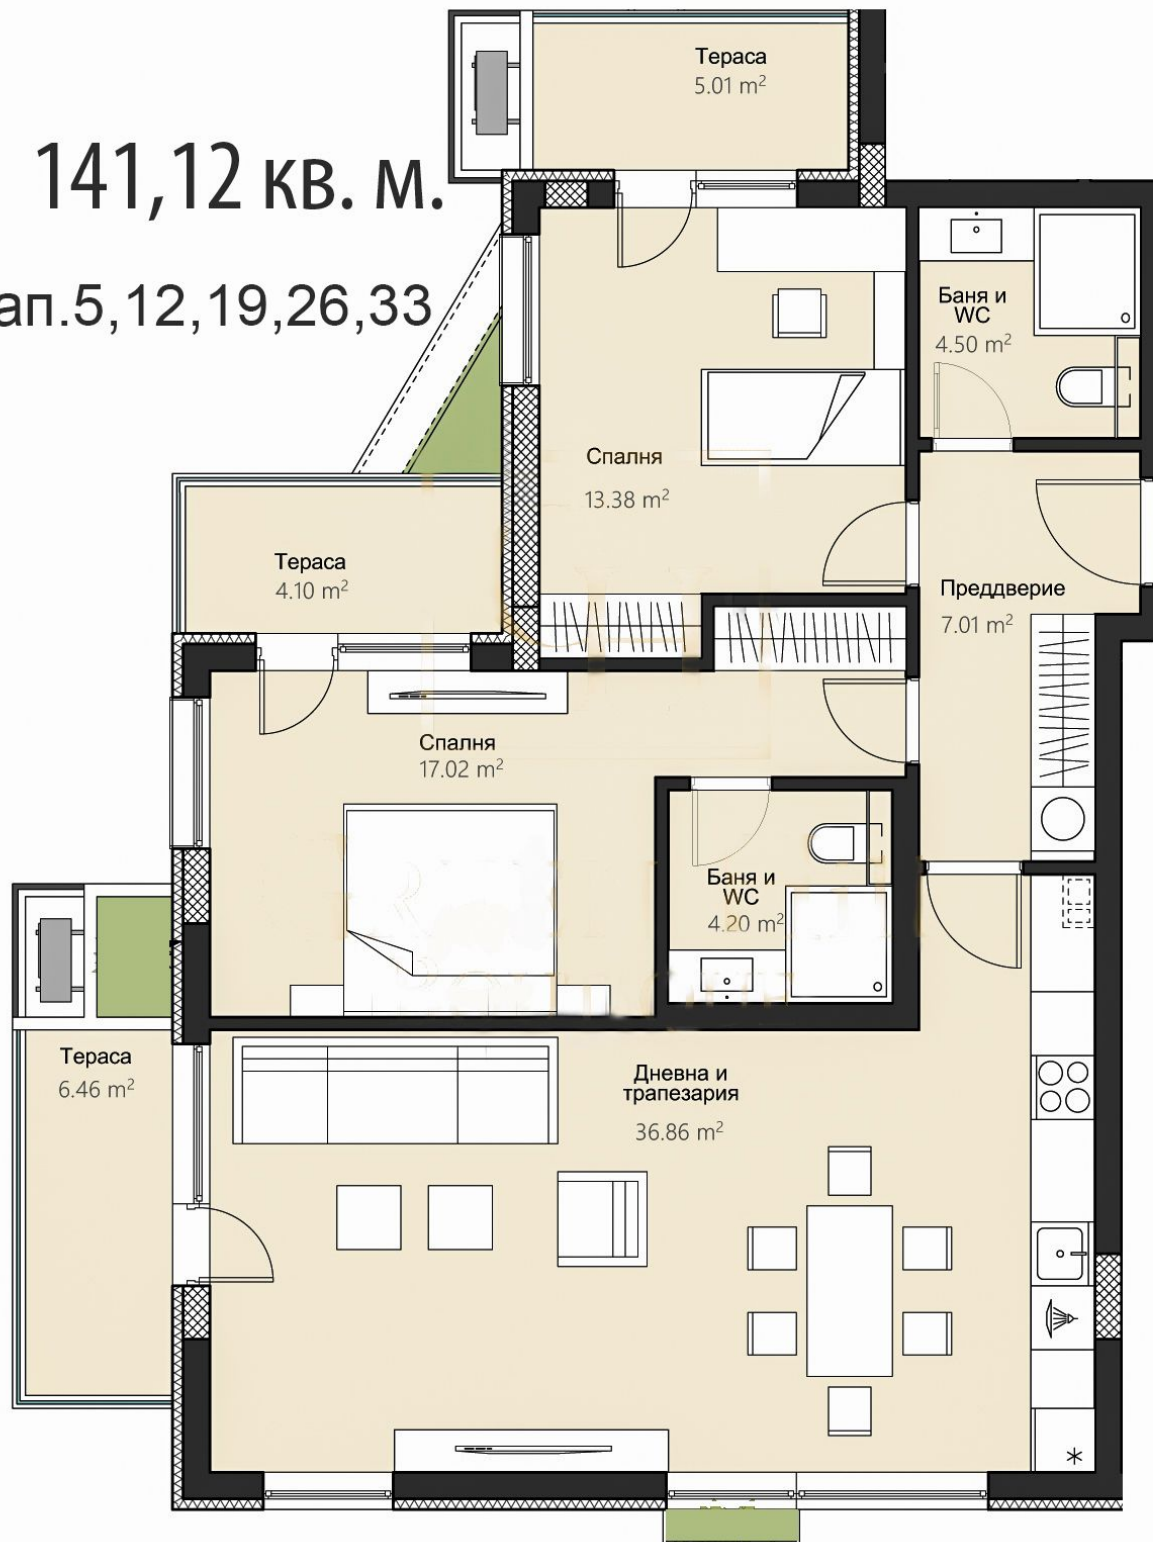 Тераса
5.01 m²
141,12 кв. м.
ап.5,12,19,26,33
Баня и
WC
4.50 m²
Спалня
13.38 m²
Тераса
4.10 m²
Преддверие
7.01 m²
Спалня
17.02 m²
Баня и
WC
4.20 m²
Тераса
6.46 m²
Дневна и
трапезария
36.86 m²